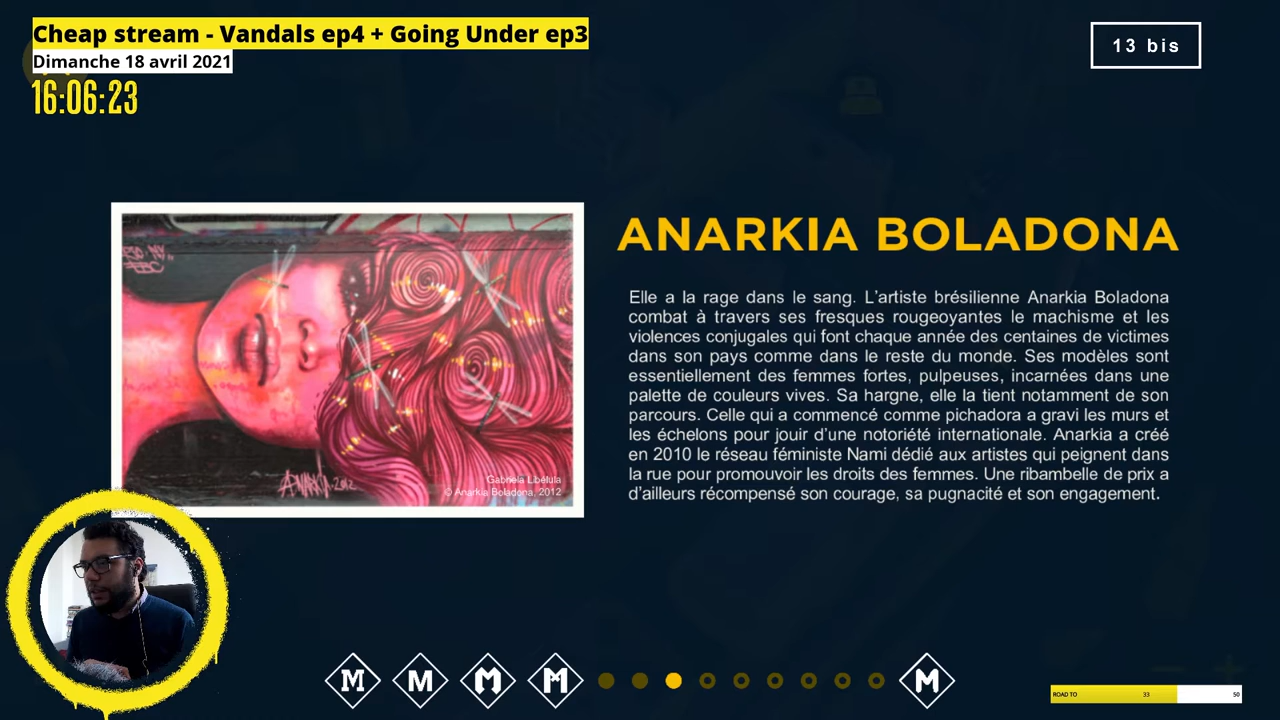 Cheap stream - Vandals ep4 + Going Under ep3
Dimanche 18 avril 2021
16:06:23
13 bis
ANARKIA BOLADONA
Elle a la rage dans le sang. L'artiste brésilienne Anarkia Boladona
combat à travers ses fresques rougeoyantes le machisme et les
violences conjugales qui font chaque année des centaines de victimes
dans son pays comme dans le reste du monde. Ses modèles sont
essentiellement des femmes fortes, pulpeuses, incarnées dans une
palette de couleurs vives. Sa hargne, elle la tient notamment de son
parcours. Celle qui a commencé comme pichadora a gravi les murs et
les échelons pour jouir d'une notoriété internationale. Anarkia a créé
en 2010 le réseau féministe Nami dédié aux artistes qui peignent dans
la rue pour promouvoir les droits des femmes. Une ribambelle de prix a
d'ailleurs récompensé son courage, sa pugnacité et son engagement.
ANARKIA 2012
Gabriela Libelula
© Anarkia Boladona, 2012
M M M M M
ROAD TO 33 50